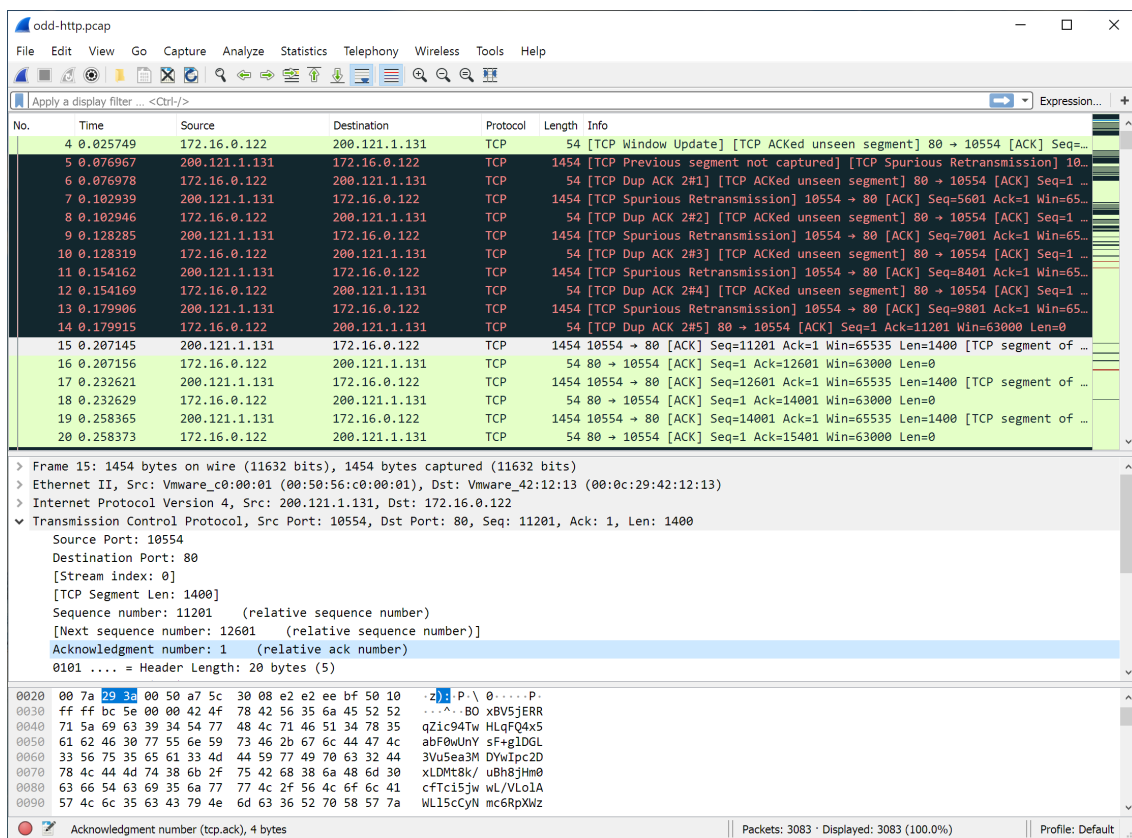 odd-http.pcap
File Edit View Go Capture Analyze Statistics Telephony Wireless Tools Help
Apply a display filter ... <Ctrl-/> Expression... +
No. Time Source Destination Protocol Length Info
4 0.025749 172.16.0.122 200.121.1.131 TCP 54 [TCP Window Update] [TCP ACKed unseen segment] 80 → 10554 [ACK] Seq=…
5 0.076967 200.121.1.131 172.16.0.122 TCP 1454 [TCP Previous segment not captured] [TCP Spurious Retransmission] 10…
6 0.076978 172.16.0.122 200.121.1.131 TCP 54 [TCP Dup ACK 2#1] [TCP ACKed unseen segment] 80 → 10554 [ACK] Seq=1 …
7 0.102939 200.121.1.131 172.16.0.122 TCP 1454 [TCP Spurious Retransmission] 10554 → 80 [ACK] Seq=5601 Ack=1 Win=65…
8 0.102946 172.16.0.122 200.121.1.131 TCP 54 [TCP Dup ACK 2#2] [TCP ACKed unseen segment] 80 → 10554 [ACK] Seq=1 …
9 0.128285 200.121.1.131 172.16.0.122 TCP 1454 [TCP Spurious Retransmission] 10554 → 80 [ACK] Seq=7001 Ack=1 Win=65…
10 0.128319 172.16.0.122 200.121.1.131 TCP 54 [TCP Dup ACK 2#3] [TCP ACKed unseen segment] 80 → 10554 [ACK] Seq=1 …
11 0.154162 200.121.1.131 172.16.0.122 TCP 1454 [TCP Spurious Retransmission] 10554 → 80 [ACK] Seq=8401 Ack=1 Win=65…
12 0.154169 172.16.0.122 200.121.1.131 TCP 54 [TCP Dup ACK 2#4] [TCP ACKed unseen segment] 80 → 10554 [ACK] Seq=1 …
13 0.179906 200.121.1.131 172.16.0.122 TCP 1454 [TCP Spurious Retransmission] 10554 → 80 [ACK] Seq=9801 Ack=1 Win=65…
14 0.179915 172.16.0.122 200.121.1.131 TCP 54 [TCP Dup ACK 2#5] 80 → 10554 [ACK] Seq=1 Ack=11201 Win=63000 Len=0
15 0.207145 200.121.1.131 172.16.0.122 TCP 1454 10554 → 80 [ACK] Seq=11201 Ack=1 Win=65535 Len=1400 [TCP segment of …
16 0.207156 172.16.0.122 200.121.1.131 TCP 54 80 → 10554 [ACK] Seq=1 Ack=12601 Win=63000 Len=0
17 0.232621 200.121.1.131 172.16.0.122 TCP 1454 10554 → 80 [ACK] Seq=12601 Ack=1 Win=65535 Len=1400 [TCP segment of …
18 0.232629 172.16.0.122 200.121.1.131 TCP 54 80 → 10554 [ACK] Seq=1 Ack=14001 Win=63000 Len=0
19 0.258365 200.121.1.131 172.16.0.122 TCP 1454 10554 → 80 [ACK] Seq=14001 Ack=1 Win=65535 Len=1400 [TCP segment of …
20 0.258373 172.16.0.122 200.121.1.131 TCP 54 80 → 10554 [ACK] Seq=1 Ack=15401 Win=63000 Len=0
Frame 15: 1454 bytes on wire (11632 bits), 1454 bytes captured (11632 bits)
Ethernet II, Src: Vmware_c0:00:01 (00:50:56:c0:00:01), Dst: Vmware_42:12:13 (00:0c:29:42:12:13)
Internet Protocol Version 4, Src: 200.121.1.131, Dst: 172.16.0.122
Transmission Control Protocol, Src Port: 10554, Dst Port: 80, Seq: 11201, Ack: 1, Len: 1400
Source Port: 10554
Destination Port: 80
[Stream index: 0]
[TCP Segment Len: 1400]
Sequence number: 11201 (relative sequence number)
[Next sequence number: 12601 (relative sequence number)]
Acknowledgment number: 1 (relative ack number)
0101 .... = Header Length: 20 bytes (5)
0020 00 7a 29 3a 00 50 a7 5c 30 08 e2 e2 ee bf 50 10 ·z):·P·\ 0·····P·
0030 ff ff bc 5e 00 00 42 4f 78 42 56 35 6a 45 52 52 ···^··BO xBV5jERR
0040 71 5a 69 63 39 34 54 77 48 4c 71 46 51 34 78 35 qZic94Tw HLqFQ4x5
0050 61 62 46 30 77 55 6e 59 73 46 2b 67 6c 44 47 4c abF0wUnY sF+glDGL
0060 33 56 75 35 65 61 33 4d 44 59 77 49 70 63 32 44 3Vu5ea3M DYwIpc2D
0070 78 4c 44 4d 74 38 6b 2f 75 42 68 38 6a 48 6d 30 xLDMt8k/ uBh8jHm0
0080 63 66 54 63 69 35 6a 77 77 4c 2f 56 4c 6f 6c 41 cfTci5jw wL/VLolA
0090 57 4c 6c 35 63 43 79 4e 6d 63 36 52 70 58 57 7a WLl5cCyN mc6RpXWz
Acknowledgment number (tcp.ack), 4 bytes Packets: 3083 · Displayed: 3083 (100.0%) Profile: Default